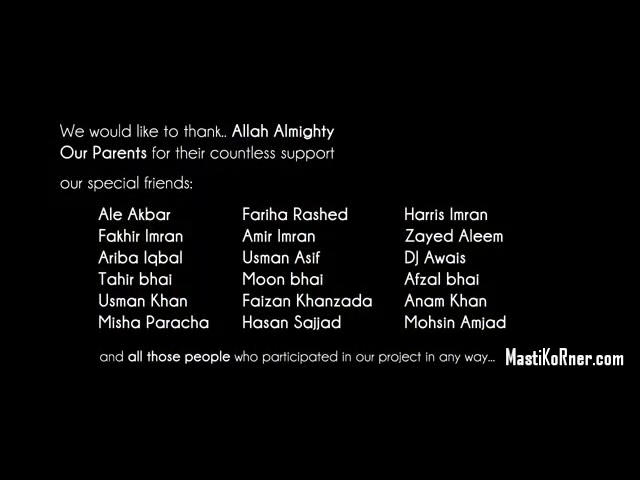 We would like to thank.. Allah Almighty
Our Parents for their countless support
our special friends:
Ale Akbar Fariha Rashed Harris Imran
Fakhir Imran Amir Imran Zayed Aleem
Ariba Iqbal Usman Asif DJ Awais
Tahir bhai Moon bhai Afzal bhai
Usman Khan Faizan Khanzada Anam Khan
Misha Paracha Hasan Sajjad Mohsin Amjad
and all those people who participated in our project in any way... MastiKoRner.com